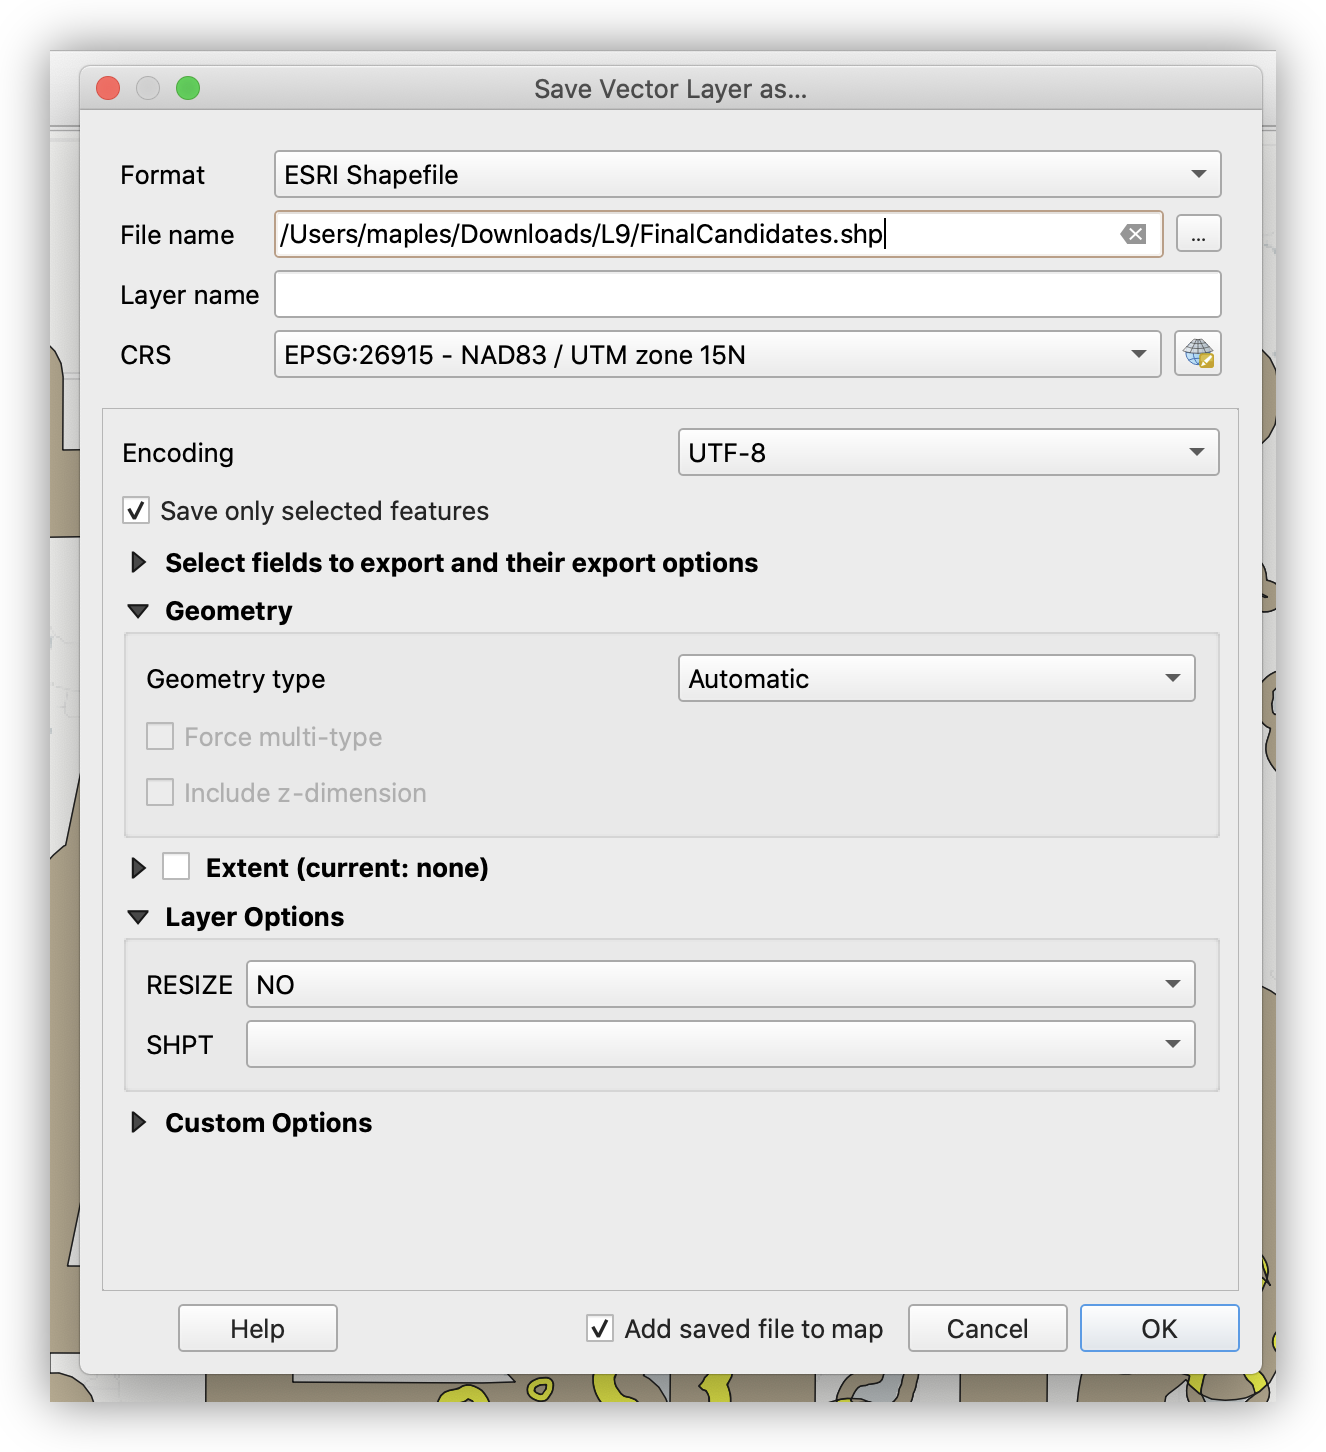 Save Vector Layer as...
Format ESRI Shapefile
File name /Users/maples/Downloads/L9/FinalCandidates.shp ...
Layer name
CRS EPSG:26915 - NAD83 / UTM zone 15N
Encoding UTF-8
Save only selected features
Select fields to export and their export options
Geometry
Geometry type Automatic
Force multi-type
Include z-dimension
Extent (current: none)
Layer Options
RESIZE NO
SHPT
Custom Options
Help Add saved file to map Cancel OK